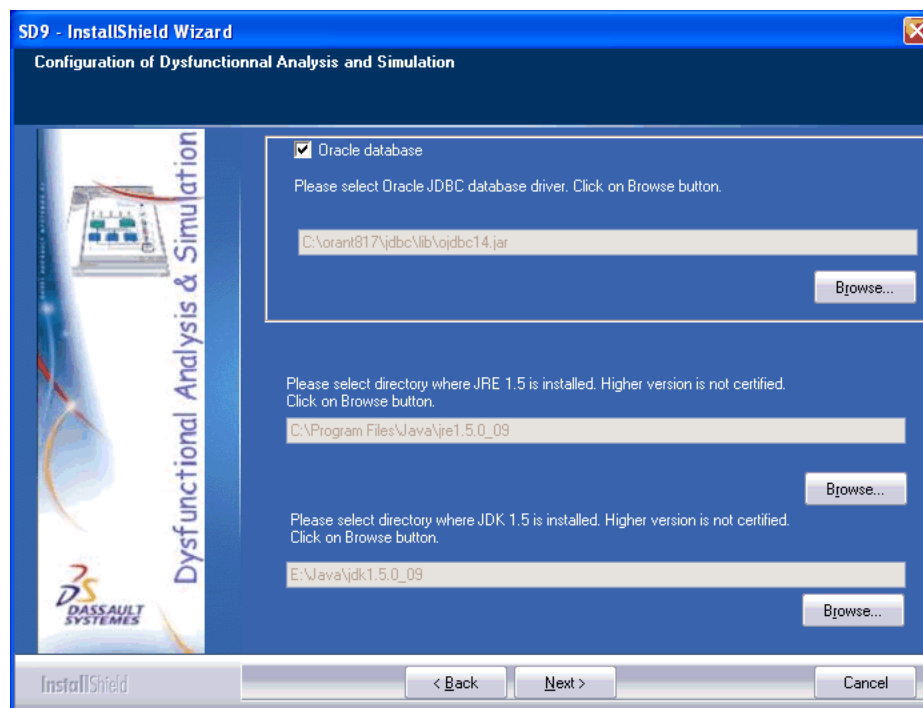 SD9 - InstallShield Wizard
Configuration of Dysfunctionnal Analysis and Simulation
Dysfunctional Analysis & Simulation
DASSAULT
SYSTEMES
Oracle database
Please select Oracle JDBC database driver. Click on Browse button.
C:\orant817\jdbc\lib\ojdbc14.jar
Browse...
Please select directory where JRE 1.5 is installed. Higher version is not certified.
Click on Browse button.
C:\Program Files\Java\jre1.5.0_09
Browse...
Please select directory where JDK 1.5 is installed. Higher version is not certified.
Click on Browse button.
E:\Java\jdk1.5.0_09
Browse...
InstallShield
< Back
Next >
Cancel